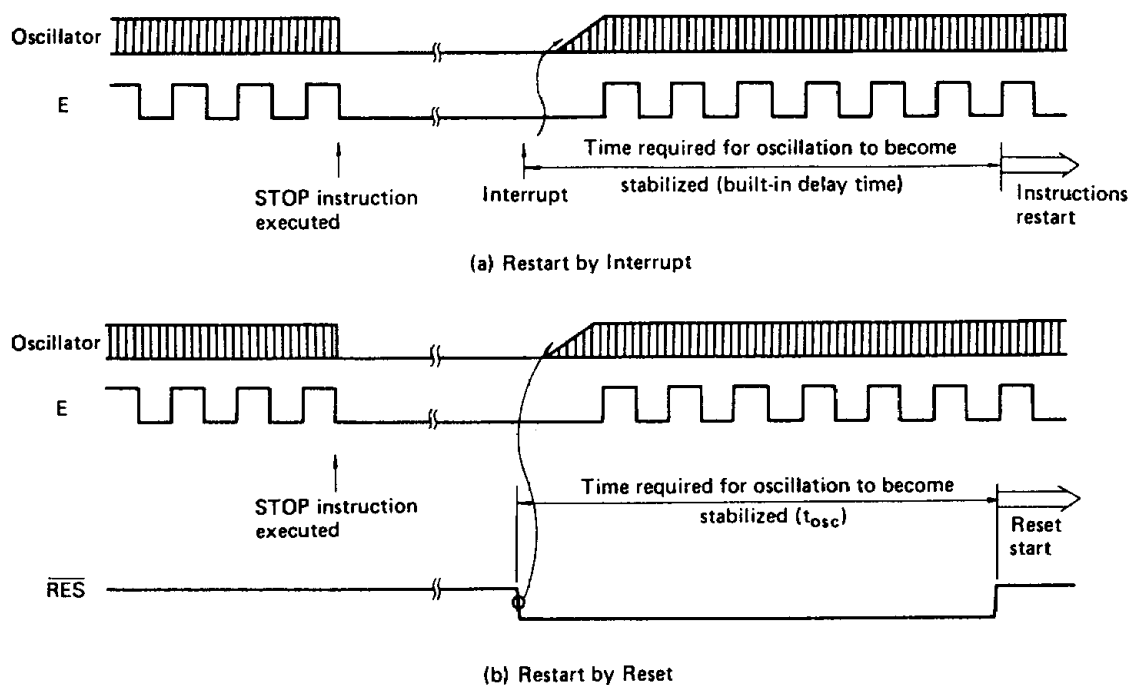 Oscillator
E
Time required for oscillation to become
stabilized (built-in delay time)
STOP instruction
executed
Interrupt
Instructions
restart
(a) Restart by Interrupt
Oscillator
E
STOP instruction
executed
Time required for oscillation to become
stabilized (tosc)
Reset
start
RES
(b) Restart by Reset